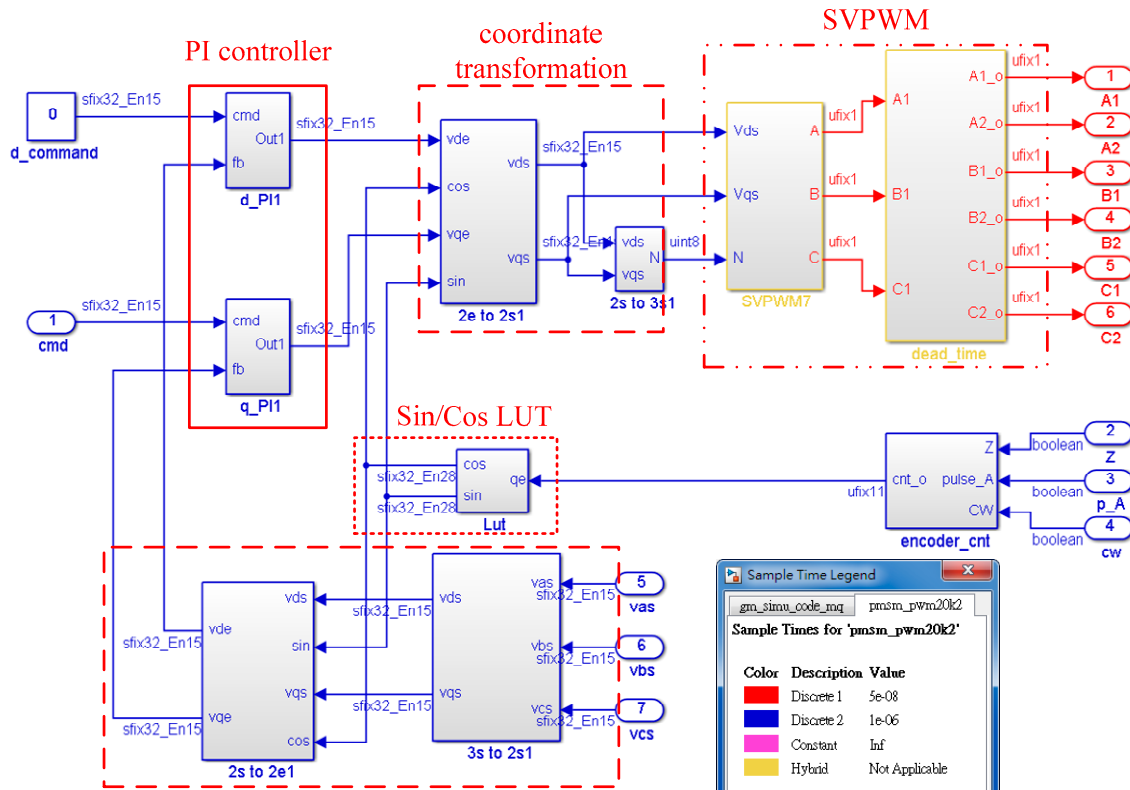 PI controller
coordinate
transformation
SVPWM
0
d_command
sfix32_En15
cmd
Out1
fb
d_PI1
sfix32_En15
sfix32_En15
1
cmd
cmd
Out1
fb
q_PI1
sfix32_En15
vde
cos
vqe
sin
vds
vqs
2e to 2s1
sfix32_En15
vds
N
vqs
2s to 3s1
uint8
Vds
Vqs
N
A
B
C
SVPWM7
ufix1
ufix1
ufix1
A1
B1
C1
A1_o
A2_o
B1_o
B2_o
C1_o
C2_o
dead_time
ufix1
ufix1
ufix1
ufix1
ufix1
ufix1
1
A1
2
A2
3
B1
4
B2
5
C1
6
C2
Sin/Cos LUT
cos
sin
qe
Lut
sfix32_En28
sfix32_En28
ufix11
cnt_o
Z
pulse_A
CW
encoder_cnt
boolean
boolean
boolean
2
Z
3
p_A
4
cw
vde
vqe
vds
sin
vqs
cos
2s to 2e1
sfix32_En15
sfix32_En15
sfix32_En15
sfix32_En15
vds
vqs
vas
vbs
vcs
3s to 2s1
sfix32_En15
sfix32_En15
sfix32_En15
5
vas
6
vbs
7
vcs
Sample Time Legend
gm_simu_code_mq
pmsm_pwm20k2
Sample Times for 'pmsm_pwm20k2'
Color Description Value
Discrete 1 5e-08
Discrete 2 1e-06
Constant Inf
Hybrid Not Applicable